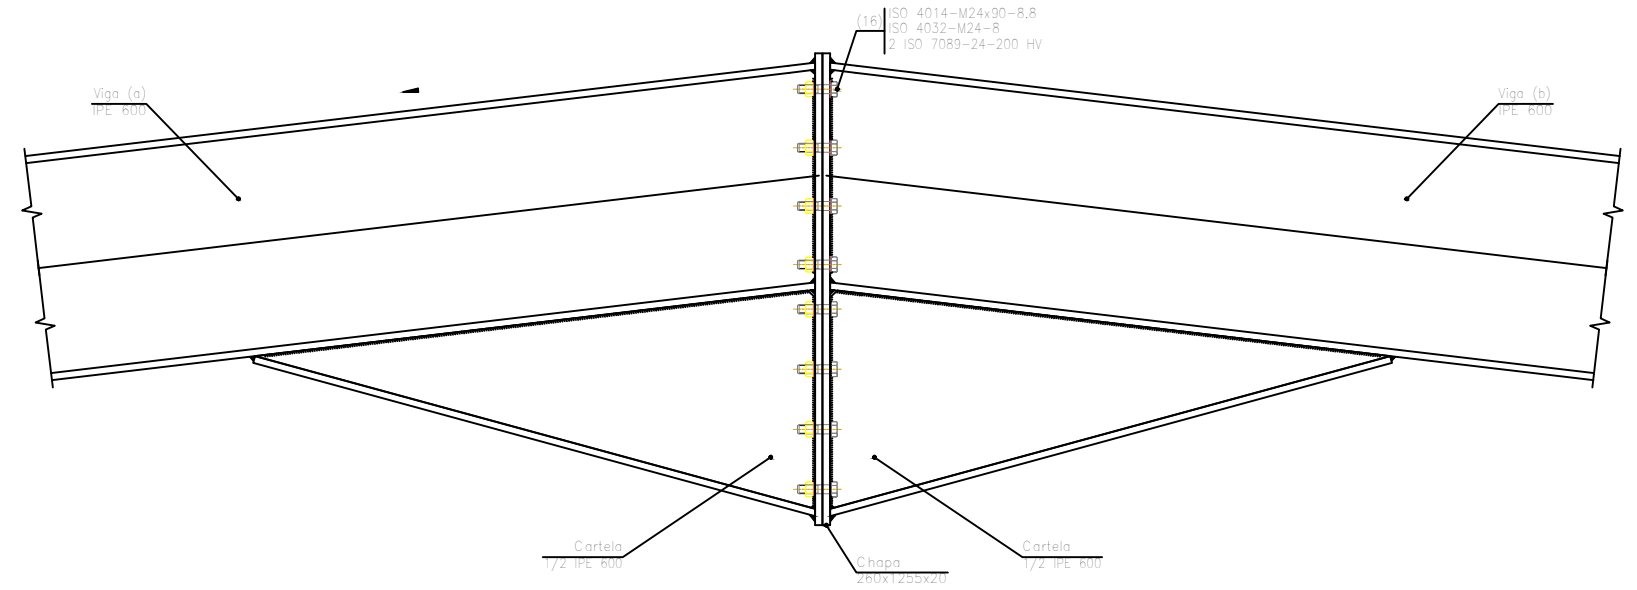 (16)
ISO 4014-M24x90-8.8
ISO 4032-M24-8
2 ISO 7089-24-200 HV
Viga (a)
IPE 600
Viga (b)
IPE 600
Cartela
1/2 IPE 600
Cartela
1/2 IPE 600
Chapa
260x1255x20